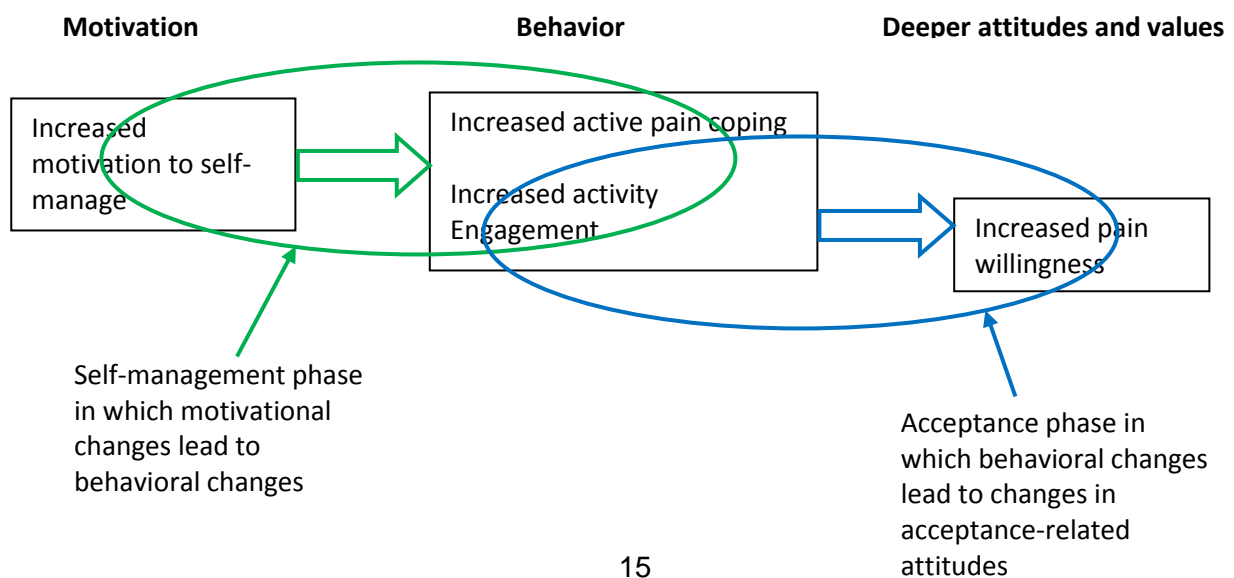 Motivation
Behavior
Deeper attitudes and values
Increased
motivation to self-
manage
Increased active pain coping
Increased activity
Engagement
Increased pain
willingness
Self-management phase
in which motivational
changes lead to
behavioral changes
Acceptance phase in
which behavioral changes
lead to changes in
acceptance-related
attitudes
15